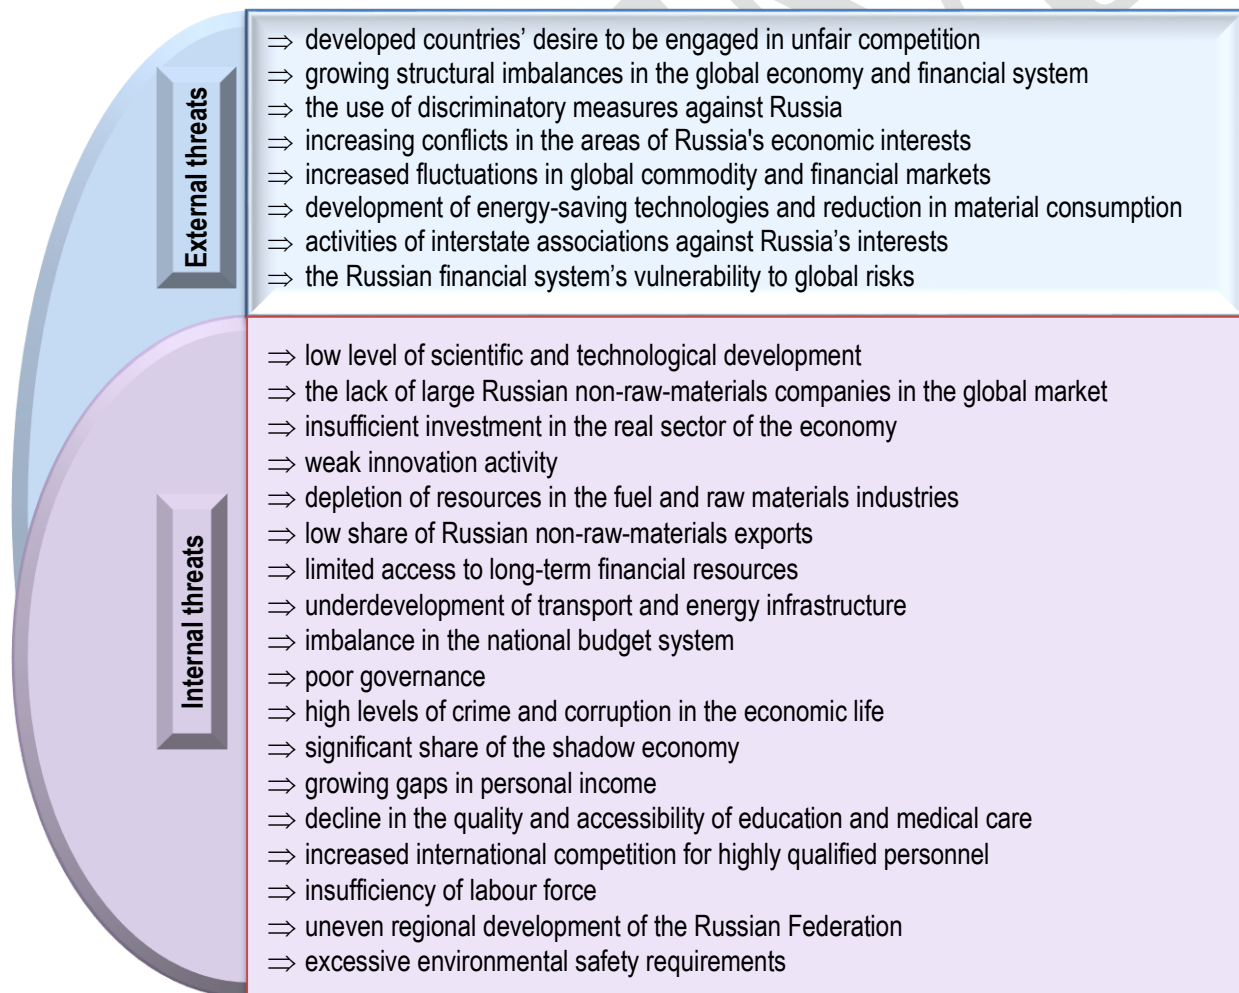 External threats
⇒ developed countries’ desire to be engaged in unfair competition
⇒ growing structural imbalances in the global economy and financial system
⇒ the use of discriminatory measures against Russia
⇒ increasing conflicts in the areas of Russia's economic interests
⇒ increased fluctuations in global commodity and financial markets
⇒ development of energy-saving technologies and reduction in material consumption
⇒ activities of interstate associations against Russia’s interests
⇒ the Russian financial system’s vulnerability to global risks
Internal threats
⇒ low level of scientific and technological development
⇒ the lack of large Russian non-raw-materials companies in the global market
⇒ insufficient investment in the real sector of the economy
⇒ weak innovation activity
⇒ depletion of resources in the fuel and raw materials industries
⇒ low share of Russian non-raw-materials exports
⇒ limited access to long-term financial resources
⇒ underdevelopment of transport and energy infrastructure
⇒ imbalance in the national budget system
⇒ poor governance
⇒ high levels of crime and corruption in the economic life
⇒ significant share of the shadow economy
⇒ growing gaps in personal income
⇒ decline in the quality and accessibility of education and medical care
⇒ increased international competition for highly qualified personnel
⇒ insufficiency of labour force
⇒ uneven regional development of the Russian Federation
⇒ excessive environmental safety requirements